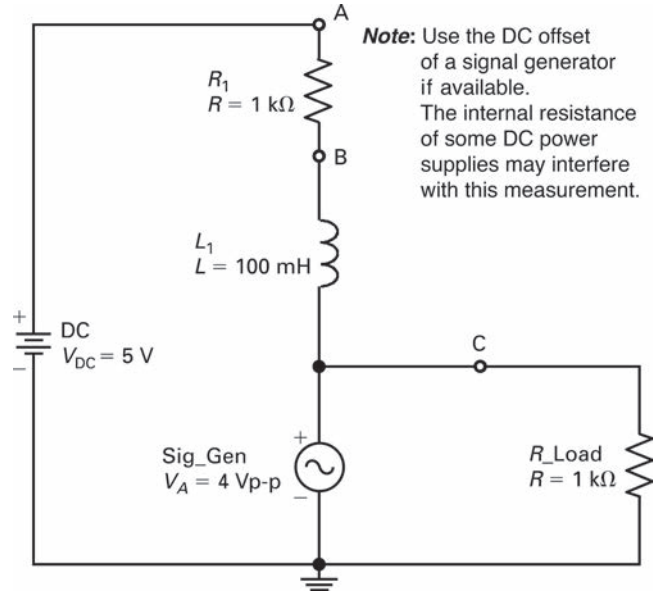 A
Note: Use the DC offset
of a signal generator
if available.
The internal resistance
of some DC power
supplies may interfere
with this measurement.
R1
R = 1 kΩ
B
L1
L = 100 mH
+
DC
VDC = 5 V
−
C
+
Sig_Gen
VA = 4 Vp-p
−
R_Load
R = 1 kΩ